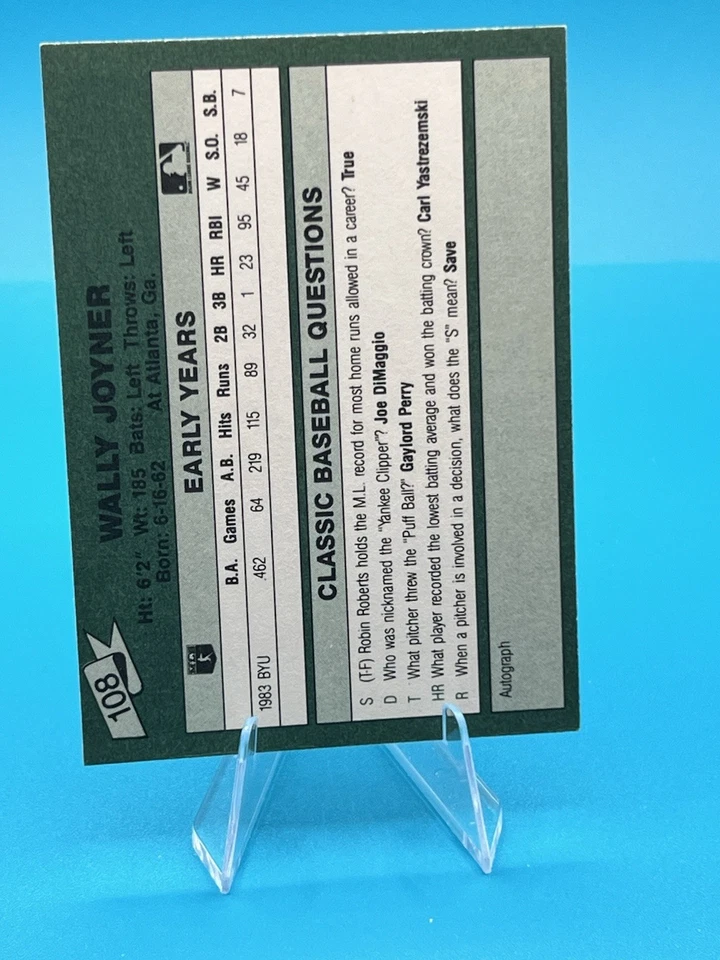 108
WALLY JOYNER
Ht: 6'2" Wt: 185 Bats: Left Throws: Left
Born: 6-16-62 At Atlanta, Ga.
EARLY YEARS
B.A. Games A.B. Hits Runs 2B 3B HR RBI W S.O. S.B.
1983 BYU .462 64 219 115 89 32 1 23 95 45 18 7
CLASSIC BASEBALL QUESTIONS
S (T-F) Robin Roberts holds the M.L. record for most home runs allowed in a career? True
D Who was nicknamed the "Yankee Clipper"? Joe DiMaggio
T What pitcher threw the "Puff Ball?" Gaylord Perry
HR What player recorded the lowest batting average and won the batting crown? Carl Yastrezemski
R When a pitcher is involved in a decision, what does the "S" mean? Save
Autograph